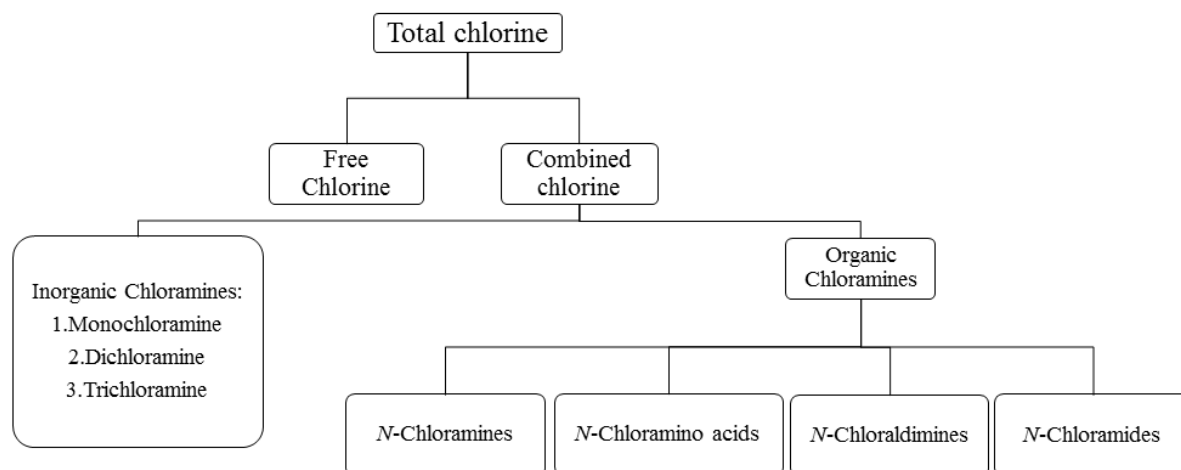 Total chlorine
Free
Chlorine
Combined
chlorine
Inorganic Chloramines:
1.Monochloramine
2.Dichloramine
3.Trichloramine
Organic
Chloramines
N-Chloramines
N-Chloramino acids
N-Chloraldimines
N-Chloramides